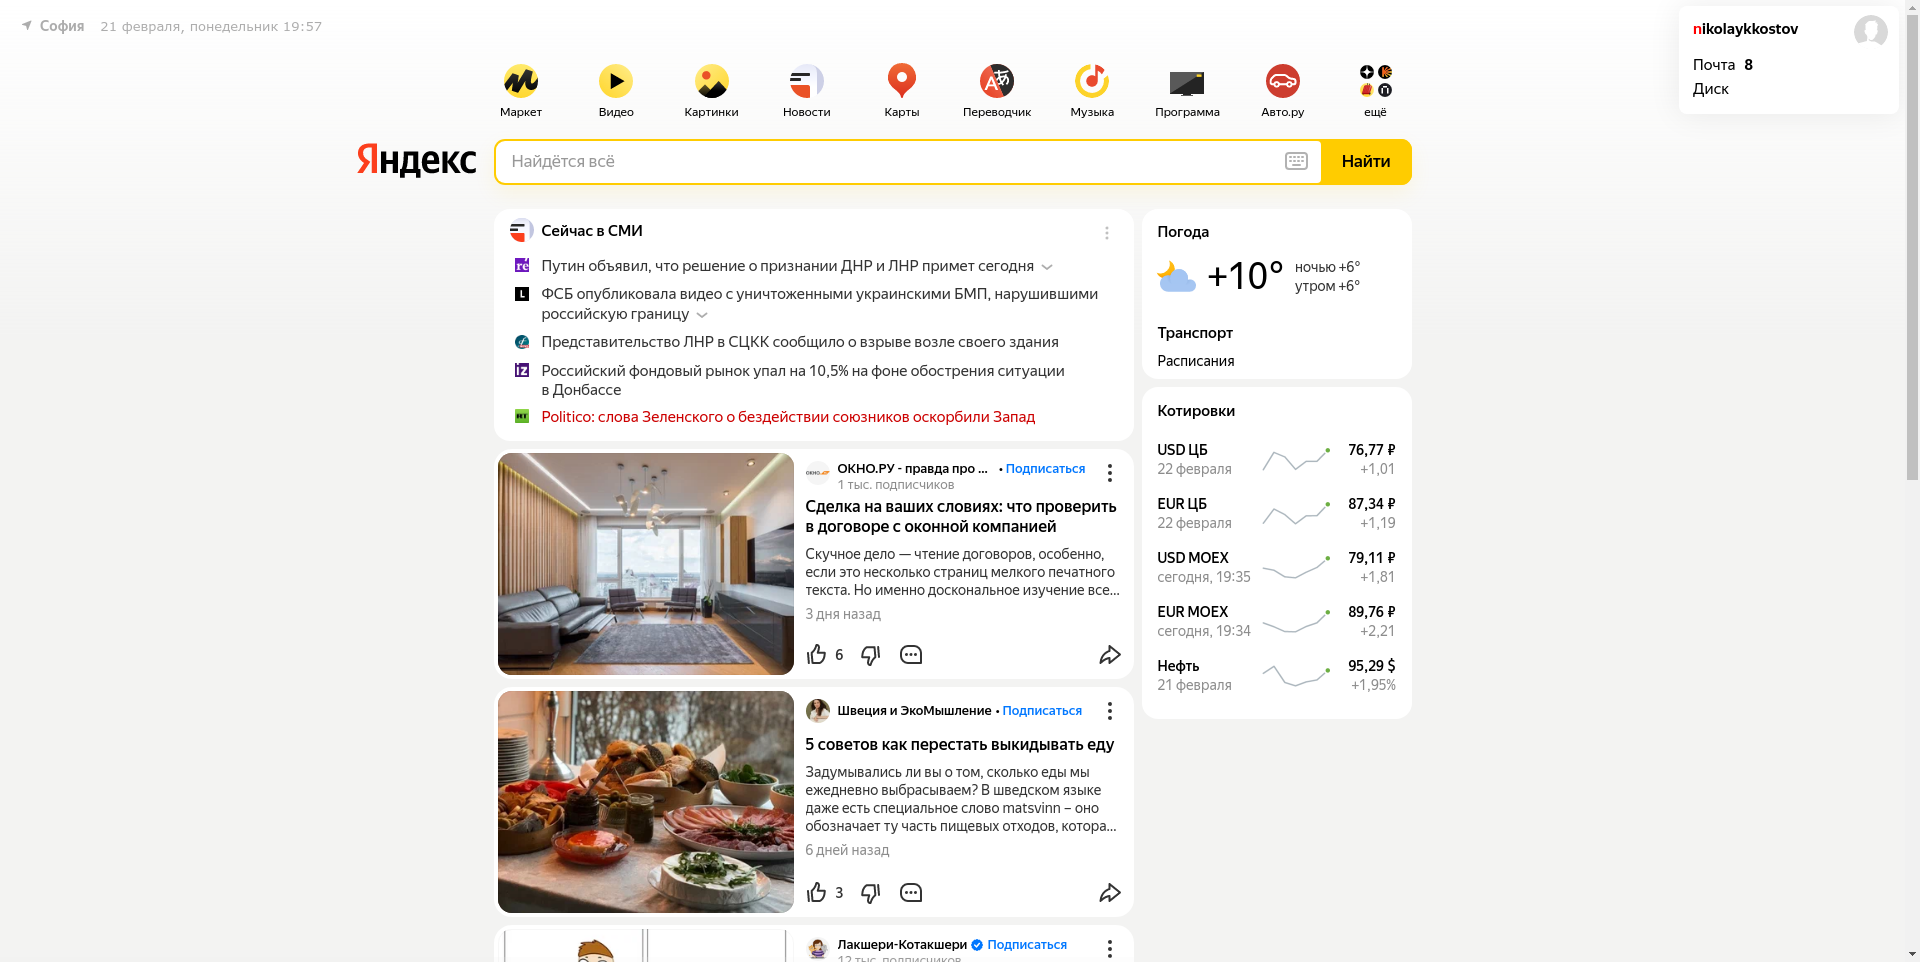 София 21 февраля, понедельник 19:57
nikolaykkostov
Почта 8
Диск
Маркет Видео Картинки Новости Карты Переводчик Музыка Программа Авто.ру ещё
Яндекс Найдётся всё Найти
Сейчас в СМИ
Путин объявил, что решение о признании ДНР и ЛНР примет сегодня
ФСБ опубликовала видео с уничтоженными украинскими БМП, нарушившими
российскую границу
Представительство ЛНР в СЦКК сообщило о взрыве возле своего здания
Российский фондовый рынок упал на 10,5% на фоне обострения ситуации
в Донбассе
Politico: слова Зеленского о бездействии союзников оскорбили Запад
Погода
+10°
ночью +6°
утром +6°
Транспорт
Расписания
Котировки
USD ЦБ 76,77 ₽
22 февраля +1,01
EUR ЦБ 87,34 ₽
22 февраля +1,19
USD MOEX 79,11 ₽
сегодня, 19:35 +1,81
EUR MOEX 89,76 ₽
сегодня, 19:34 +2,21
Нефть 95,29 $
21 февраля +1,95%
ОКНО.РУ - правда про ... • Подписаться
1 тыс. подписчиков
Сделка на ваших словиях: что проверить
в договоре с оконной компанией
Скучное дело — чтение договоров, особенно,
если это несколько страниц мелкого печатного
текста. Но именно доскональное изучение все...
3 дня назад
6
Швеция и ЭкоМышление • Подписаться
5 советов как перестать выкидывать еду
Задумывались ли вы о том, сколько еды мы
ежедневно выбрасываем? В шведском языке
даже есть специальное слово matsvinn – оно
обозначает ту часть пищевых отходов, котора...
6 дней назад
3
Лакшери-Котакшери Подписаться
12 тыс. подписчиков